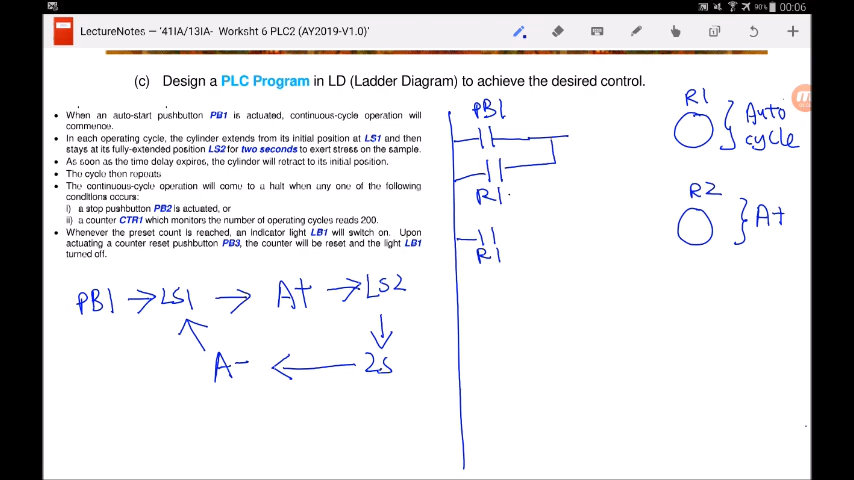 90% 00:06
LectureNotes – '41IA/13IA- Worksht 6 PLC2 (AY2019-V1.0)'
(c) Design a PLC Program in LD (Ladder Diagram) to achieve the desired control.
• When an auto-start pushbutton PB1 is actuated, continuous-cycle operation will
commence.
• In each operating cycle, the cylinder extends from its initial position at LS1 and then
stays at its fully-extended position LS2 for two seconds to exert stress on the sample.
• As soon as the time delay expires, the cylinder will retract to its initial position.
• The cycle then repeats
• The continuous-cycle operation will come to a halt when any one of the following
conditions occurs:
i) a stop pushbutton PB2 is actuated, or
ii) a counter CTR1 which monitors the number of operating cycles reads 200.
• Whenever the preset count is reached, an indicator light LB1 will switch on. Upon
actuating a counter reset pushbutton PB3, the counter will be reset and the light LB1
turned off.
PB1 → LS1 → A+ → LS2
A- ← 2S
PB1
R1
R1
R1
Auto
cycle
R2
A+